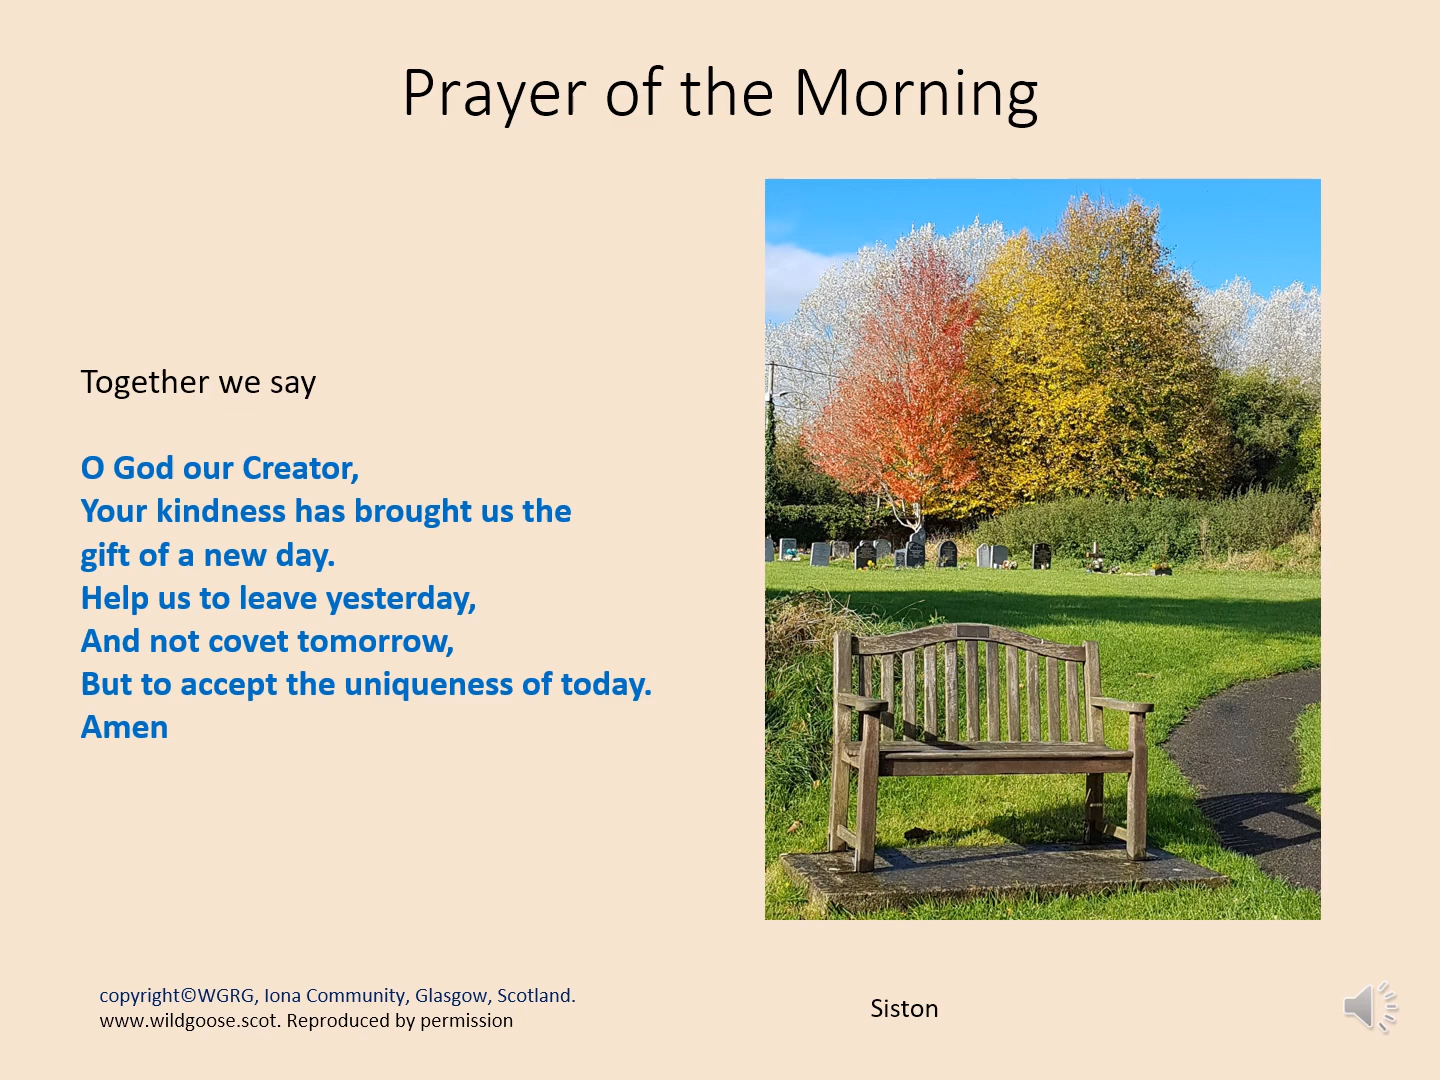 Prayer of the Morning
Together we say
O God our Creator,
Your kindness has brought us the
gift of a new day.
Help us to leave yesterday,
And not covet tomorrow,
But to accept the uniqueness of today.
Amen
copyright©WGRG, Iona Community, Glasgow, Scotland.
www.wildgoose.scot. Reproduced by permission
Siston